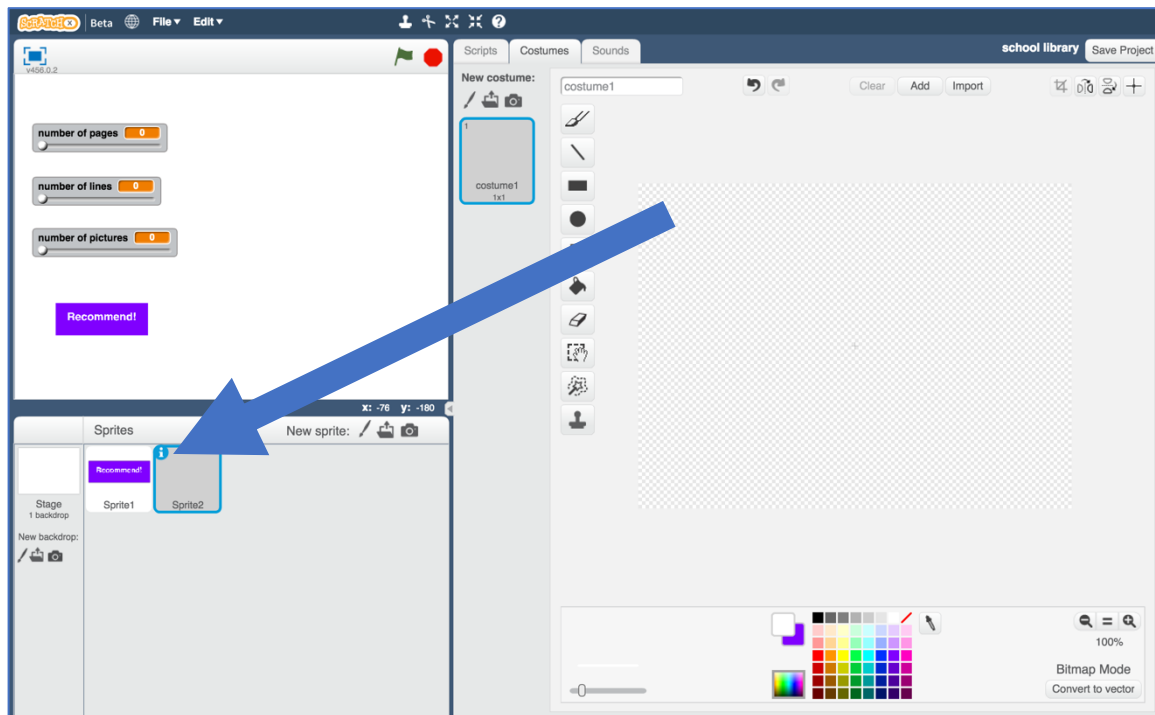 SCRATCHX Beta File▾ Edit▾
v456.0.2
number of pages 0
number of lines 0
number of pictures 0
Recommend!
x: -76 y: -180
Sprites New sprite:
Recommend!
Stage
1 backdrop
Sprite1
Sprite2
New backdrop:
Scripts Costumes Sounds
school library Save Project
New costume:
1
costume1
1x1
costume1 Clear Add Import
100%
Bitmap Mode
Convert to vector